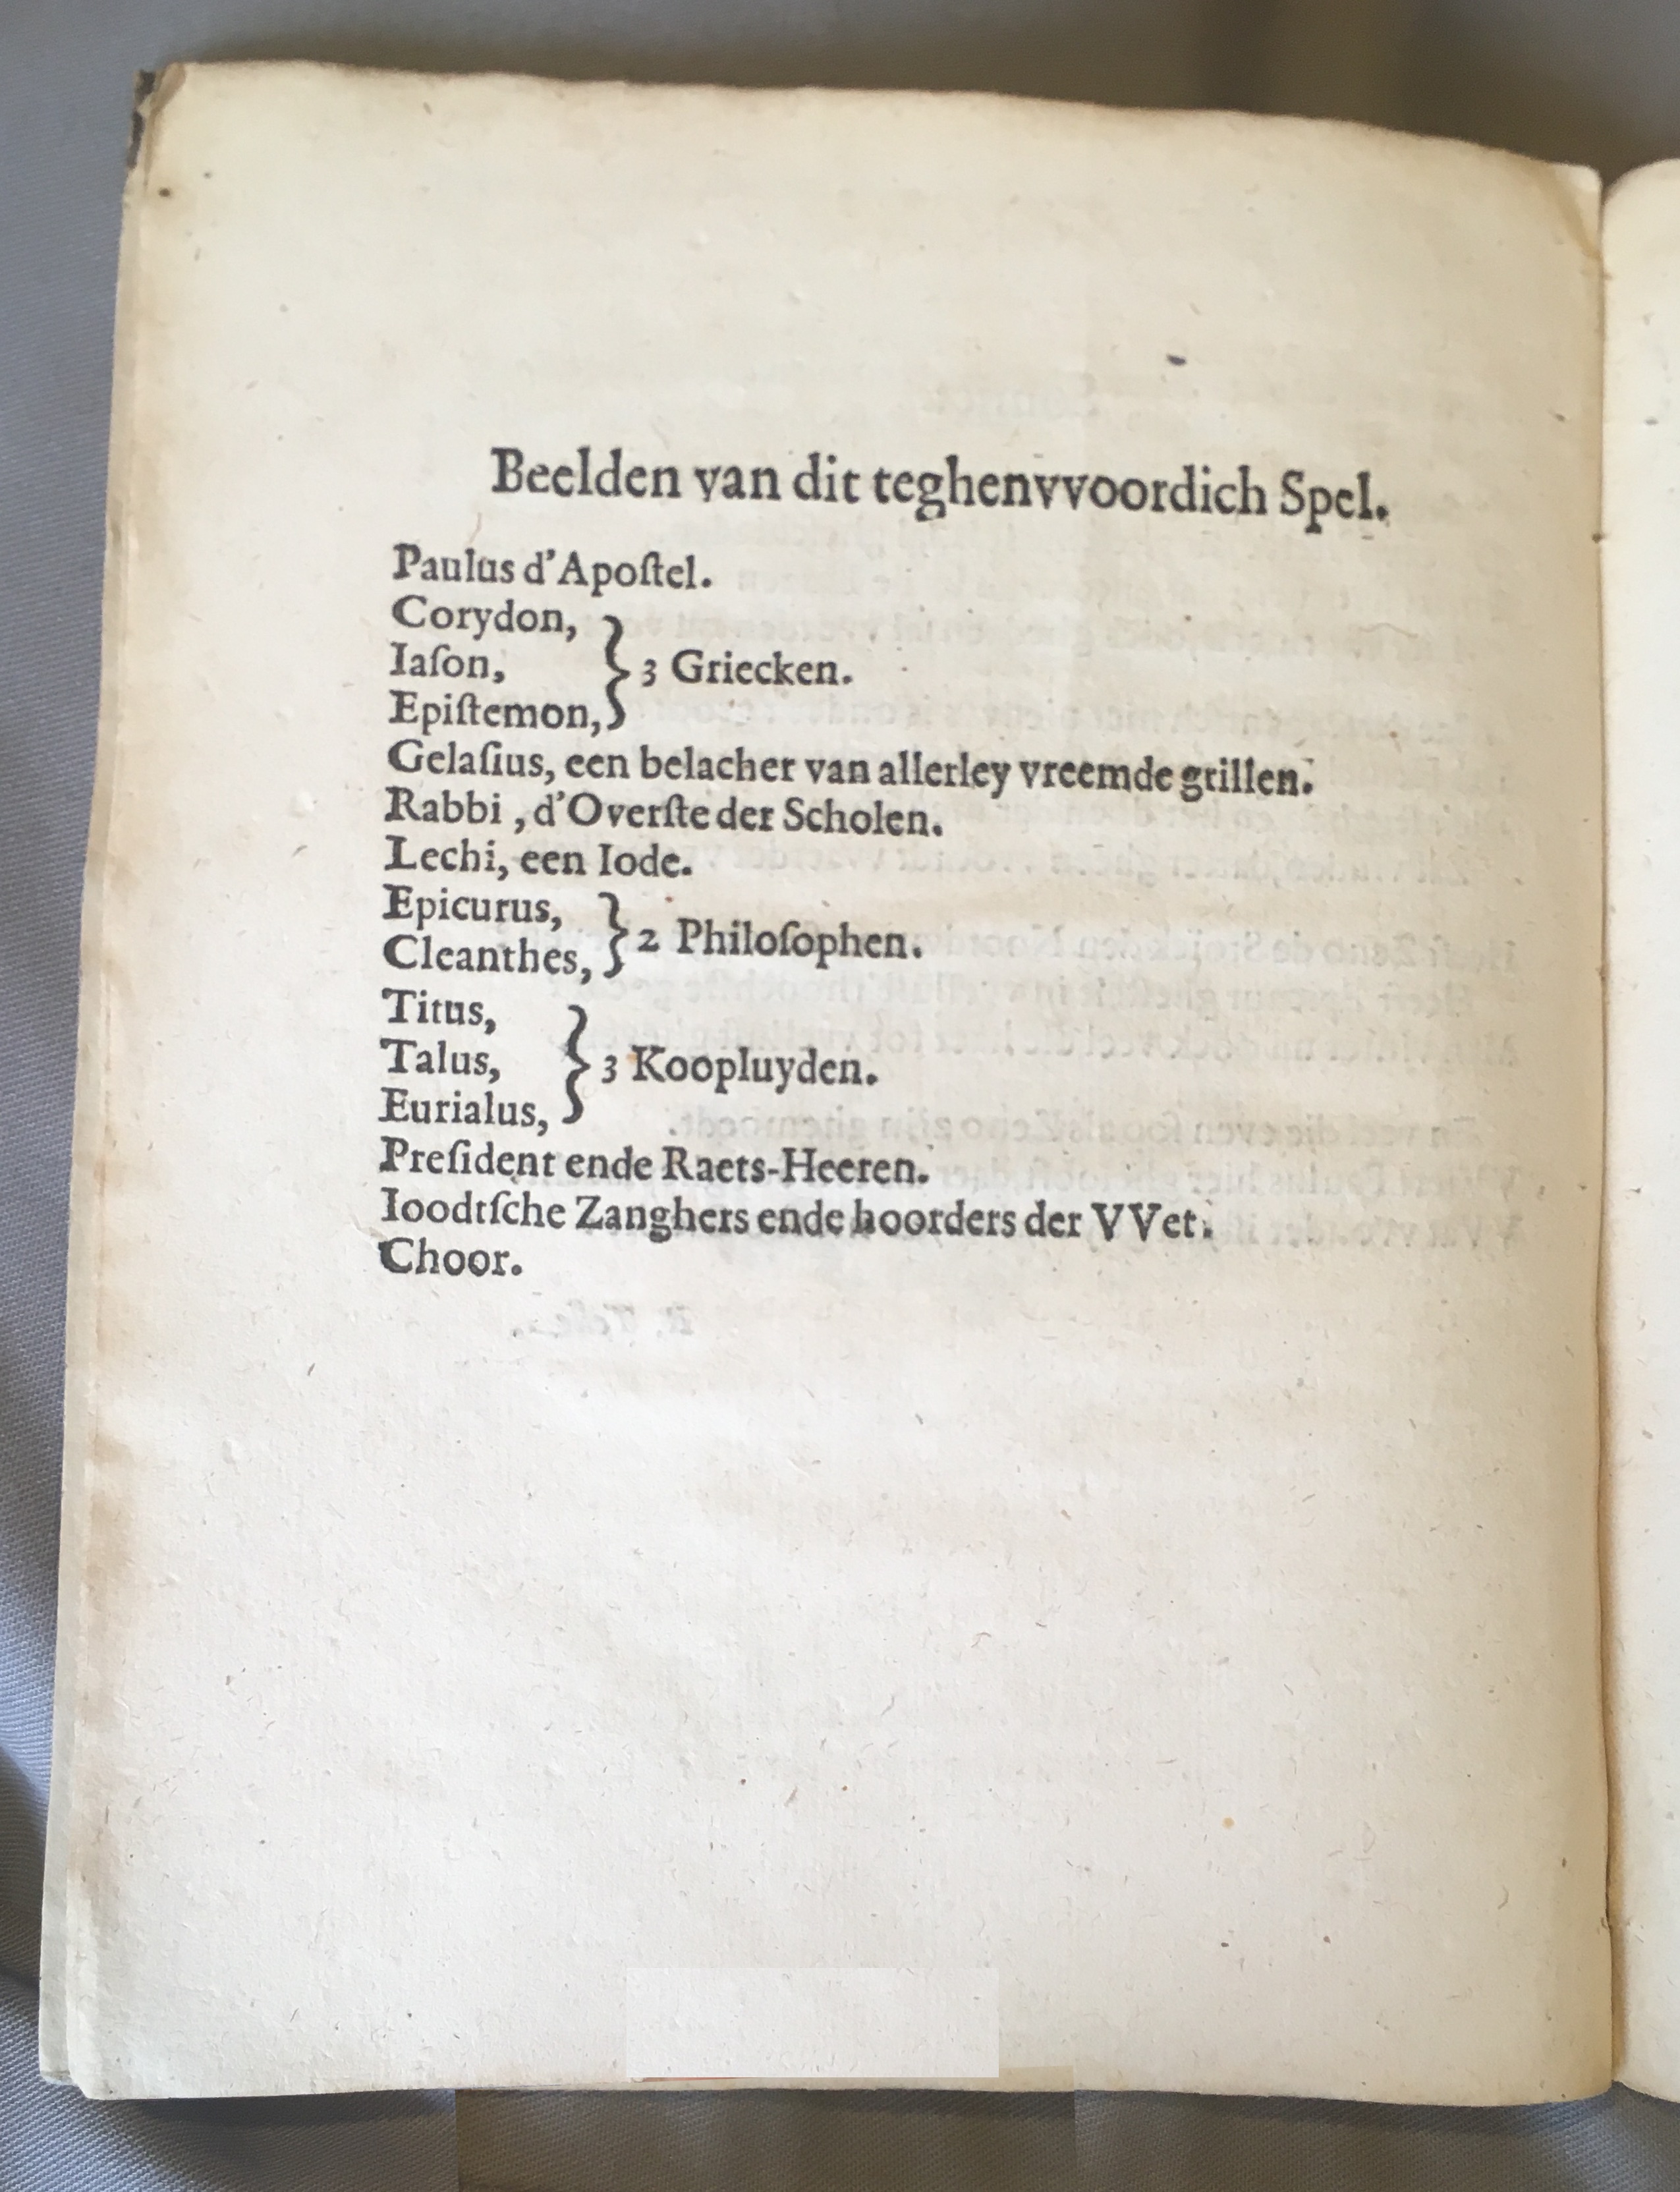 Beelden van dit teghenvvoordich Spel.
Paulus d'Apoſtel.
Corydon,
Iaſon,
Epiſtemon,
} 3 Griecken.
Gelaſius, een belacher van allerley vreemde grillen.
Rabbi, d'Overſte der Scholen.
Lechi, een Iode.
Epicurus,
Cleanthes,
} 2 Philoſophen.
Titus,
Talus,
Eurialus,
} 3 Koopluyden.
Preſident ende Raets-Heeren.
Ioodtſche Zanghers ende hoorders der VVet.
Choor.